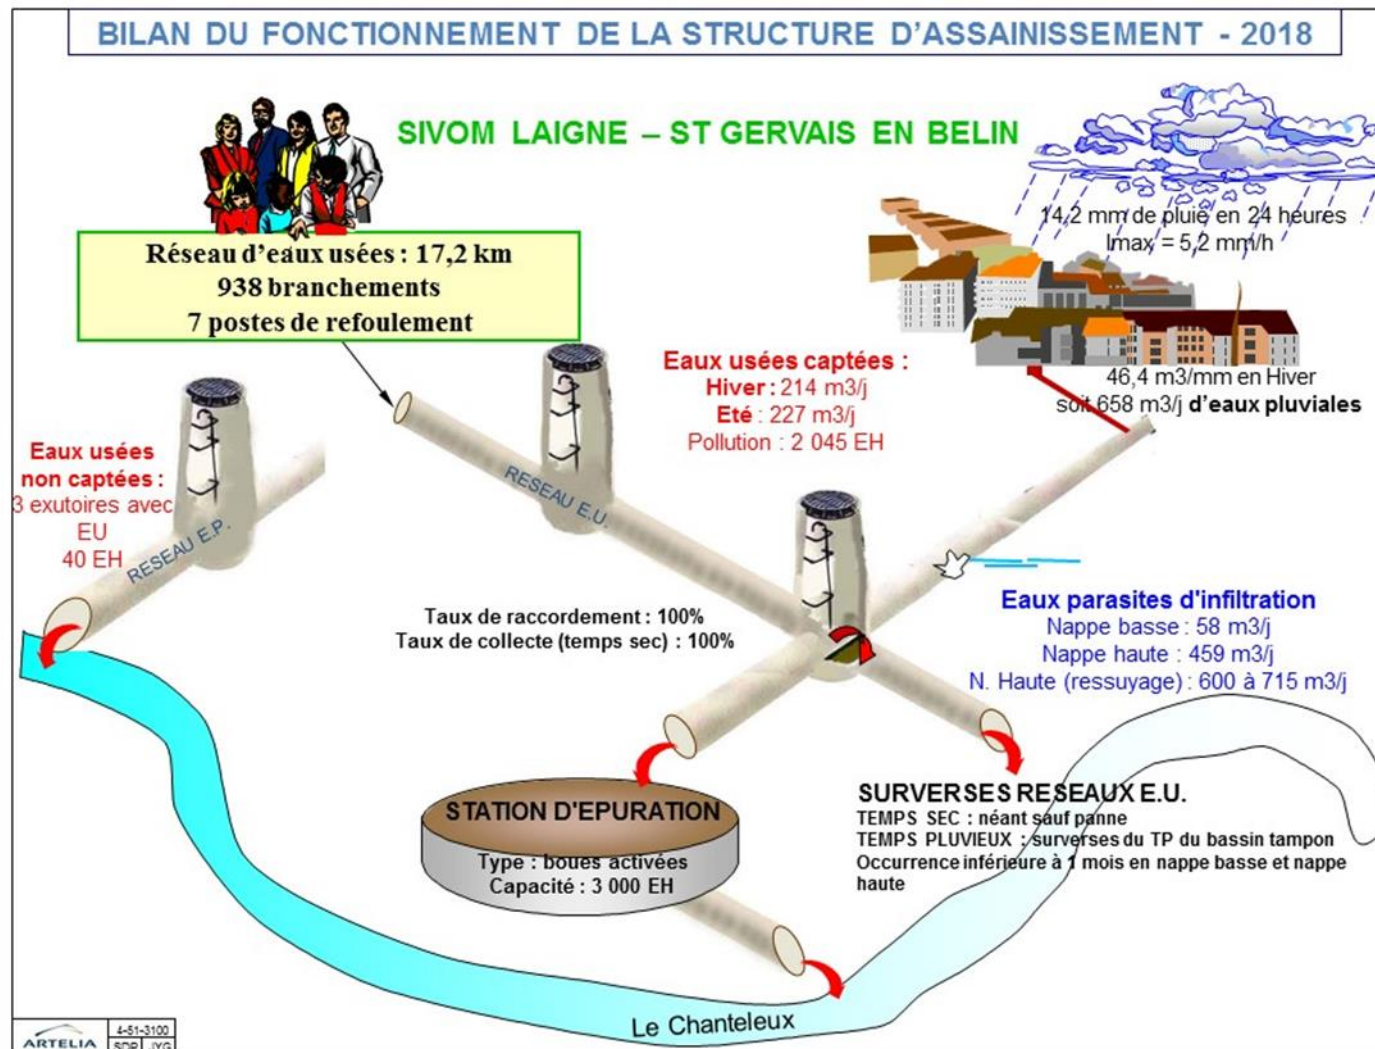 BILAN DU FONCTIONNEMENT DE LA STRUCTURE D'ASSAINISSEMENT - 2018
SIVOM LAIGNE – ST GERVAIS EN BELIN
14,2 mm de pluie en 24 heures
Imax = 5,2 mm/h
Réseau d'eaux usées : 17,2 km
938 branchements
7 postes de refoulement
Eaux usées captées :
Hiver : 214 m3/j
Eté : 227 m3/j
Pollution : 2 045 EH
46,4 m3/mm en Hiver
soit 658 m3/j d'eaux pluviales
Eaux usées
non captées :
3 exutoires avec
EU
40 EH
RESEAU E.P.
RESEAU E.U.
Taux de raccordement : 100%
Taux de collecte (temps sec) : 100%
Eaux parasites d'infiltration
Nappe basse : 58 m3/j
Nappe haute : 459 m3/j
N. Haute (ressuyage) : 600 à 715 m3/j
STATION D'EPURATION
Type : boues activées
Capacité : 3 000 EH
SURVERSES RESEAUX E.U.
TEMPS SEC : néant sauf panne
TEMPS PLUVIEUX : surverses du TP du bassin tampon
Occurrence inférieure à 1 mois en nappe basse et nappe
haute
Le Chanteleux
ARTELIA
4-51-3100
SDP JYG